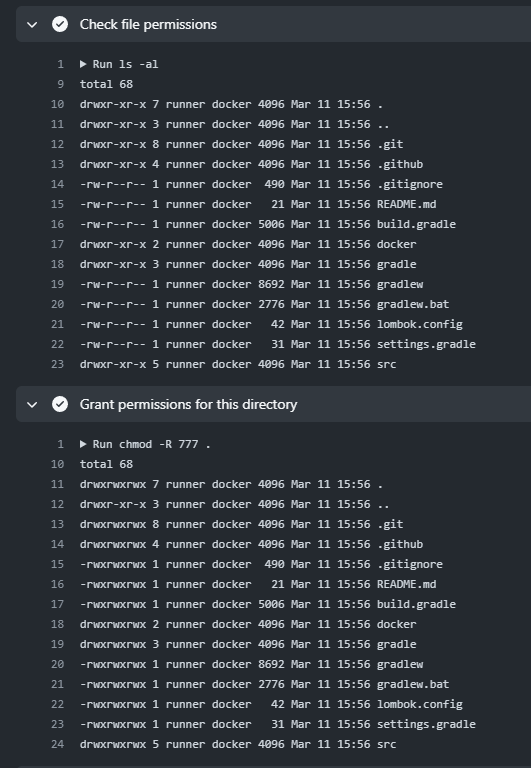 Check file permissions
1 ▶ Run ls -al
9 total 68
10 drwxr-xr-x 7 runner docker 4096 Mar 11 15:56 .
11 drwxr-xr-x 3 runner docker 4096 Mar 11 15:56 ..
12 drwxr-xr-x 8 runner docker 4096 Mar 11 15:56 .git
13 drwxr-xr-x 4 runner docker 4096 Mar 11 15:56 .github
14 -rw-r--r-- 1 runner docker  490 Mar 11 15:56 .gitignore
15 -rw-r--r-- 1 runner docker   21 Mar 11 15:56 README.md
16 -rw-r--r-- 1 runner docker 5006 Mar 11 15:56 build.gradle
17 drwxr-xr-x 2 runner docker 4096 Mar 11 15:56 docker
18 drwxr-xr-x 3 runner docker 4096 Mar 11 15:56 gradle
19 -rw-r--r-- 1 runner docker 8692 Mar 11 15:56 gradlew
20 -rw-r--r-- 1 runner docker 2776 Mar 11 15:56 gradlew.bat
21 -rw-r--r-- 1 runner docker   42 Mar 11 15:56 lombok.config
22 -rw-r--r-- 1 runner docker   31 Mar 11 15:56 settings.gradle
23 drwxr-xr-x 5 runner docker 4096 Mar 11 15:56 src
Grant permissions for this directory
1 ▶ Run chmod -R 777 .
10 total 68
11 drwxrwxrwx 7 runner docker 4096 Mar 11 15:56 .
12 drwxr-xr-x 3 runner docker 4096 Mar 11 15:56 ..
13 drwxrwxrwx 8 runner docker 4096 Mar 11 15:56 .git
14 drwxrwxrwx 4 runner docker 4096 Mar 11 15:56 .github
15 -rwxrwxrwx 1 runner docker  490 Mar 11 15:56 .gitignore
16 -rwxrwxrwx 1 runner docker   21 Mar 11 15:56 README.md
17 -rwxrwxrwx 1 runner docker 5006 Mar 11 15:56 build.gradle
18 drwxrwxrwx 2 runner docker 4096 Mar 11 15:56 docker
19 drwxrwxrwx 3 runner docker 4096 Mar 11 15:56 gradle
20 -rwxrwxrwx 1 runner docker 8692 Mar 11 15:56 gradlew
21 -rwxrwxrwx 1 runner docker 2776 Mar 11 15:56 gradlew.bat
22 -rwxrwxrwx 1 runner docker   42 Mar 11 15:56 lombok.config
23 -rwxrwxrwx 1 runner docker   31 Mar 11 15:56 settings.gradle
24 drwxrwxrwx 5 runner docker 4096 Mar 11 15:56 src